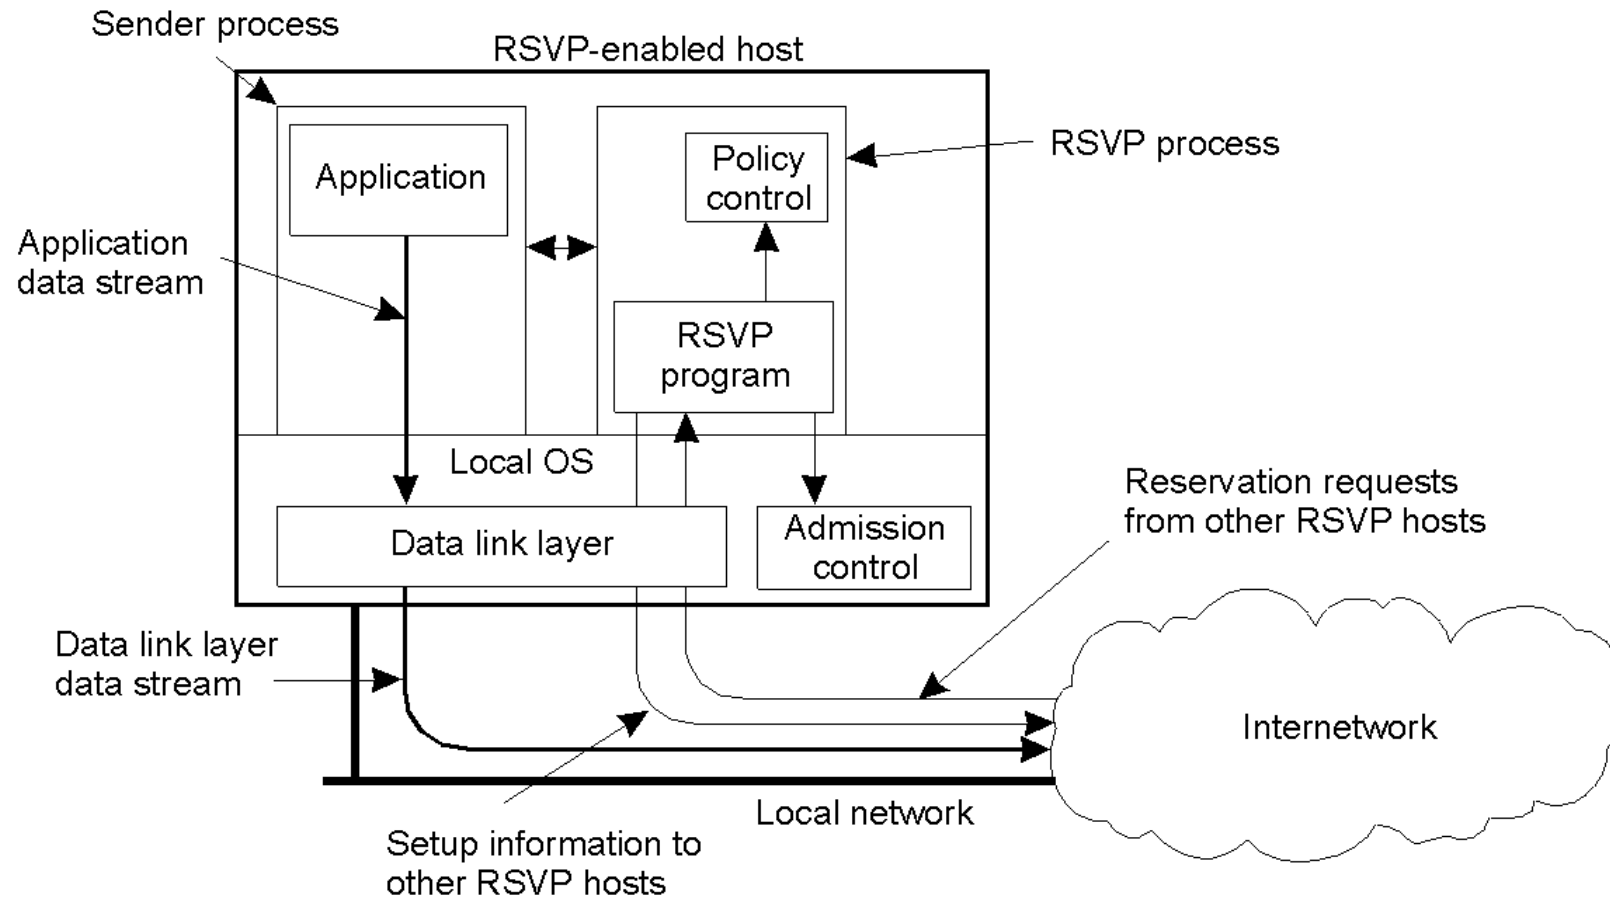 Sender process
RSVP-enabled host
Application
Policy
control
RSVP process
Application
data stream
RSVP
program
Local OS
Data link layer
Admission
control
Reservation requests
from other RSVP hosts
Data link layer
data stream
Internetwork
Local network
Setup information to
other RSVP hosts